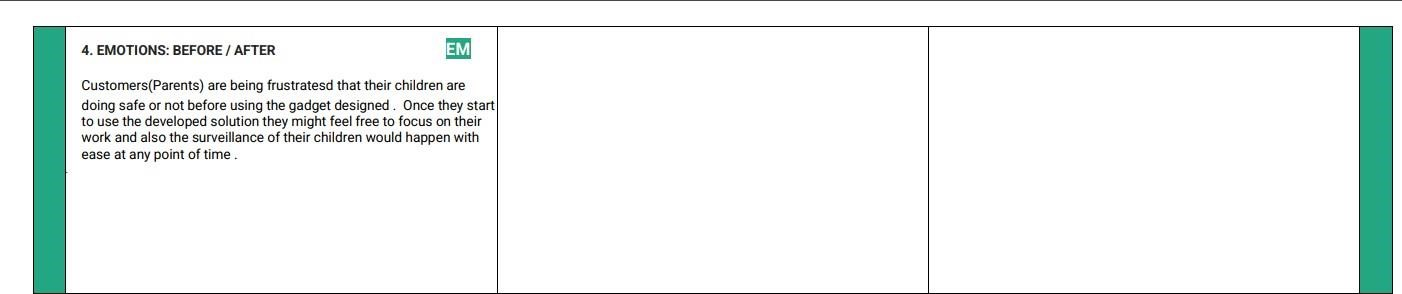 4. EMOTIONS: BEFORE / AFTER EM
Customers(Parents) are being frustratesd that their children are
doing safe or not before using the gadget designed . Once they start
to use the developed solution they might feel free to focus on their
work and also the surveillance of their children would happen with
ease at any point of time .